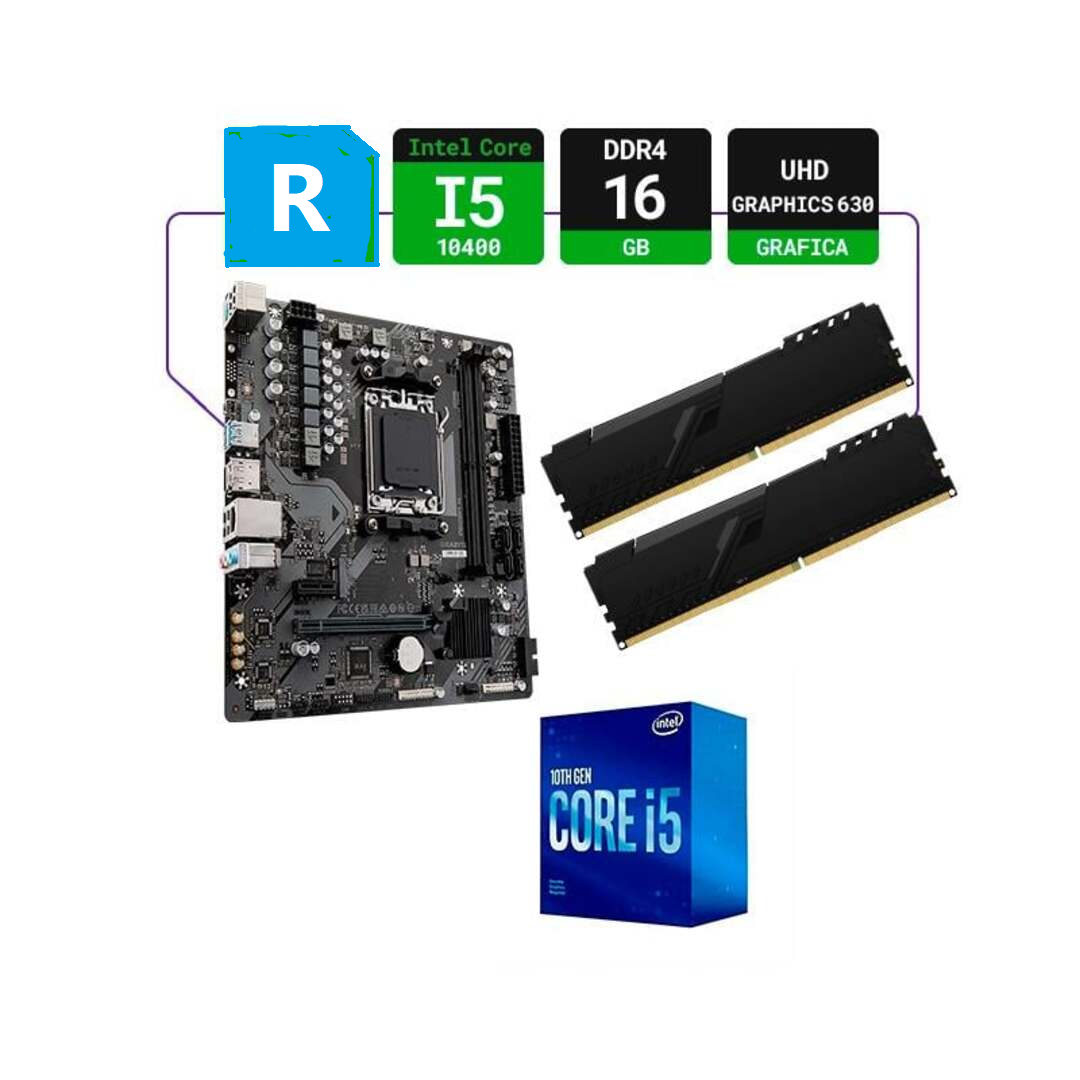 R
Intel Core
I5
10400
DDR4
16
GB
UHD
GRAPHICS 630
GRAFICA
intel
10TH GEN
CORE i5